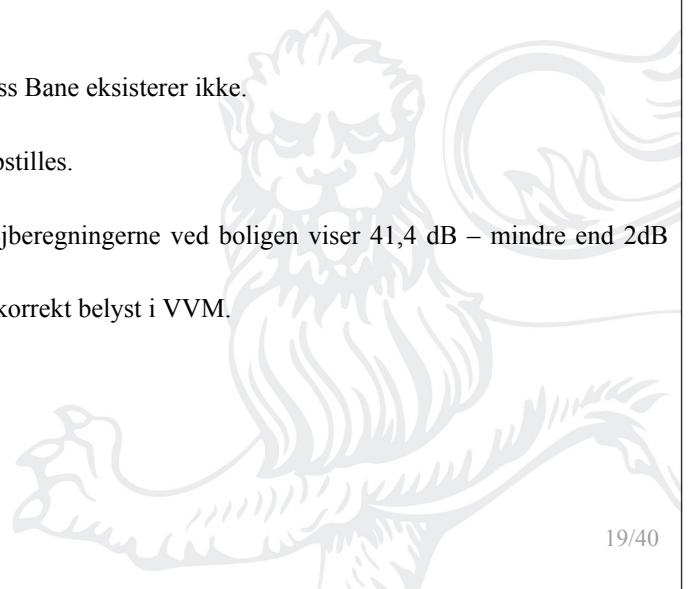 ss Bane eksisterer ikke.
ostilles.
jberegningerne ved boligen viser 41,4 dB – mindre end 2dB
korrekt belyst i VVM.
19/40